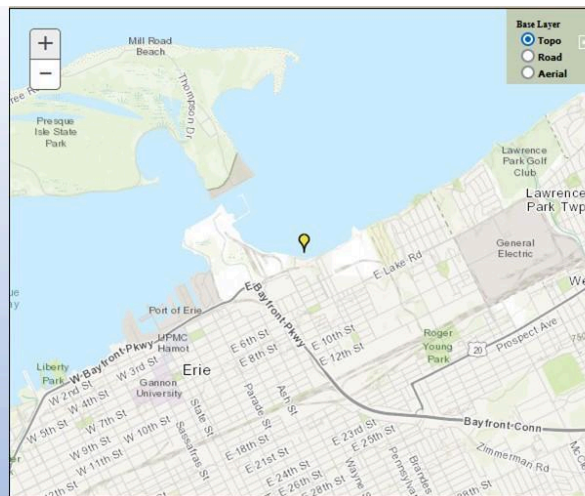 Base Layer
Topo
Road
Aerial
+
−
Mill Road
Beach
Thompson Dr
Presque
Isle State
Park
Lawrence
Park Golf
Club
Lawrence
Park Twp
General
Electric
E Lake Rd
E Bayfront Pkwy
Port of Erie
W Bayfront Pkwy
UPMC
Hamot
E 6th St
E 8th St
E 10th St
E 12th St
Roger
Young
Park
20
Prospect Ave
Liberty
Park
W 2nd St
W 3rd St
W 4th St
Gannon
University
Erie
W 5th St
W 7th St
W 9th St
W 10th St
W 11th St
State St
Sassafras St
Parade St
Ash St
E 18th St
E 21st St
E 23rd St
E 24th St
E 25th St
E 26th St
E 28th St
Bayfront Conn
Zimmerman Rd